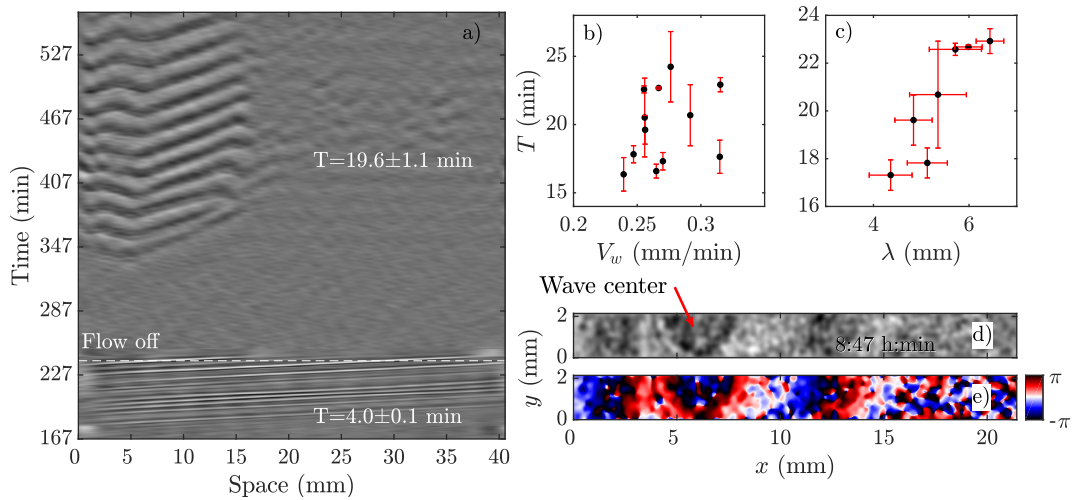 a)
527
467
407
347
287
227
167
Time (min)
T=19.6±1.1 min
Flow off
T=4.0±0.1 min
0 5 10 15 20 25 30 35 40
Space (mm)
b)
25
20
15
T (min)
0.2 0.25 0.3
V_w (mm/min)
c)
24
22
20
18
16
4 6
λ (mm)
Wave center
d)
2
0
8:47 h;min
e)
2
0
y (mm)
π
-π
0 5 10 15 20
x (mm)